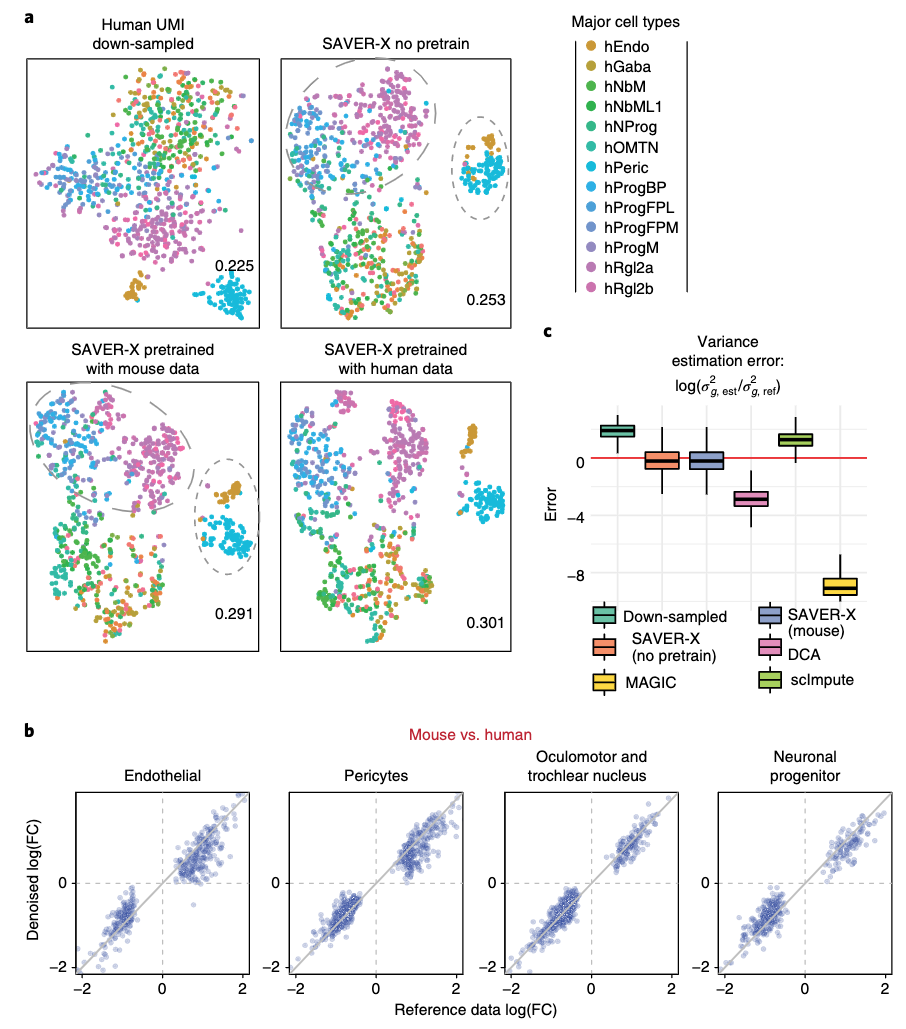 a
Human UMI
down-sampled
SAVER-X no pretrain
0.225
0.253
SAVER-X pretrained
with mouse data
SAVER-X pretrained
with human data
0.291
0.301
Major cell types
hEndo
hGaba
hNbM
hNbML1
hNProg
hOMTN
hPeric
hProgBP
hProgFPL
hProgFPM
hProgM
hRgl2a
hRgl2b
c
Variance
estimation error:
log(σ²g, est/σ²g, ref)
Error
0
−4
−8
Down-sampled
SAVER-X
(no pretrain)
MAGIC
SAVER-X
(mouse)
DCA
scImpute
b
Mouse vs. human
Endothelial
Pericytes
Oculomotor and
trochlear nucleus
Neuronal
progenitor
Denoised log(FC)
0
−2
0
−2
0
−2
0
−2
−2 0 2
−2 0 2
−2 0 2
−2 0 2
Reference data log(FC)